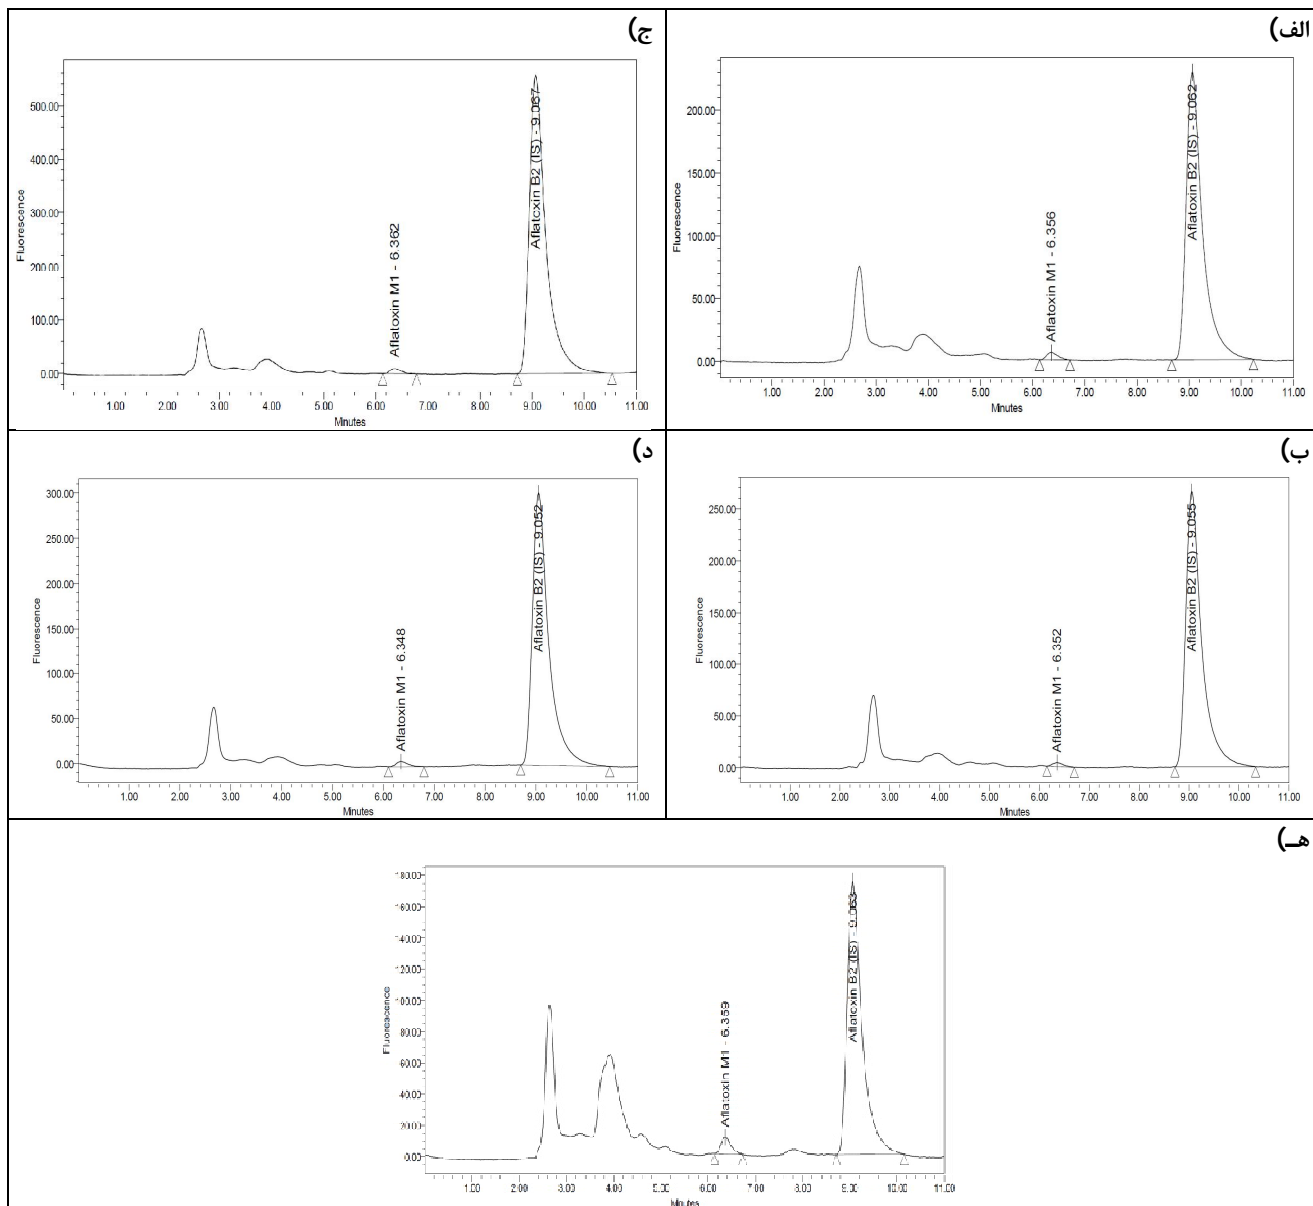 الف)
200.00
150.00
100.00
50.00
0.00
Fluorescence
Aflatoxin M1 - 6.356
Aflatoxin B2 (IS) - 9.062
1.00 2.00 3.00 4.00 5.00 6.00 7.00 8.00 9.00 10.00 11.00
Minutes
ج)
500.00
400.00
300.00
200.00
100.00
0.00
Fluorescence
Aflatoxin M1 - 6.362
Aflatoxin B2 (IS) - 9.067
1.00 2.00 3.00 4.00 5.00 6.00 7.00 8.00 9.00 10.00 11.00
Minutes
ب)
250.00
200.00
150.00
100.00
50.00
0.00
Fluorescence
Aflatoxin M1 - 6.352
Aflatoxin B2 (IS) - 9.055
1.00 2.00 3.00 4.00 5.00 6.00 7.00 8.00 9.00 10.00 11.00
Minutes
د)
300.00
250.00
200.00
150.00
100.00
50.00
0.00
Fluorescence
Aflatoxin M1 - 6.348
Aflatoxin B2 (IS) - 9.052
1.00 2.00 3.00 4.00 5.00 6.00 7.00 8.00 9.00 10.00 11.00
Minutes
هـ)
Fluorescence
Aflatoxin M1 - 6.359
Aflatoxin B2 (IS) - 9.063
1.00 2.00 3.00 4.00 5.00 6.00 7.00 9.00 10.00 11.00
Minutes